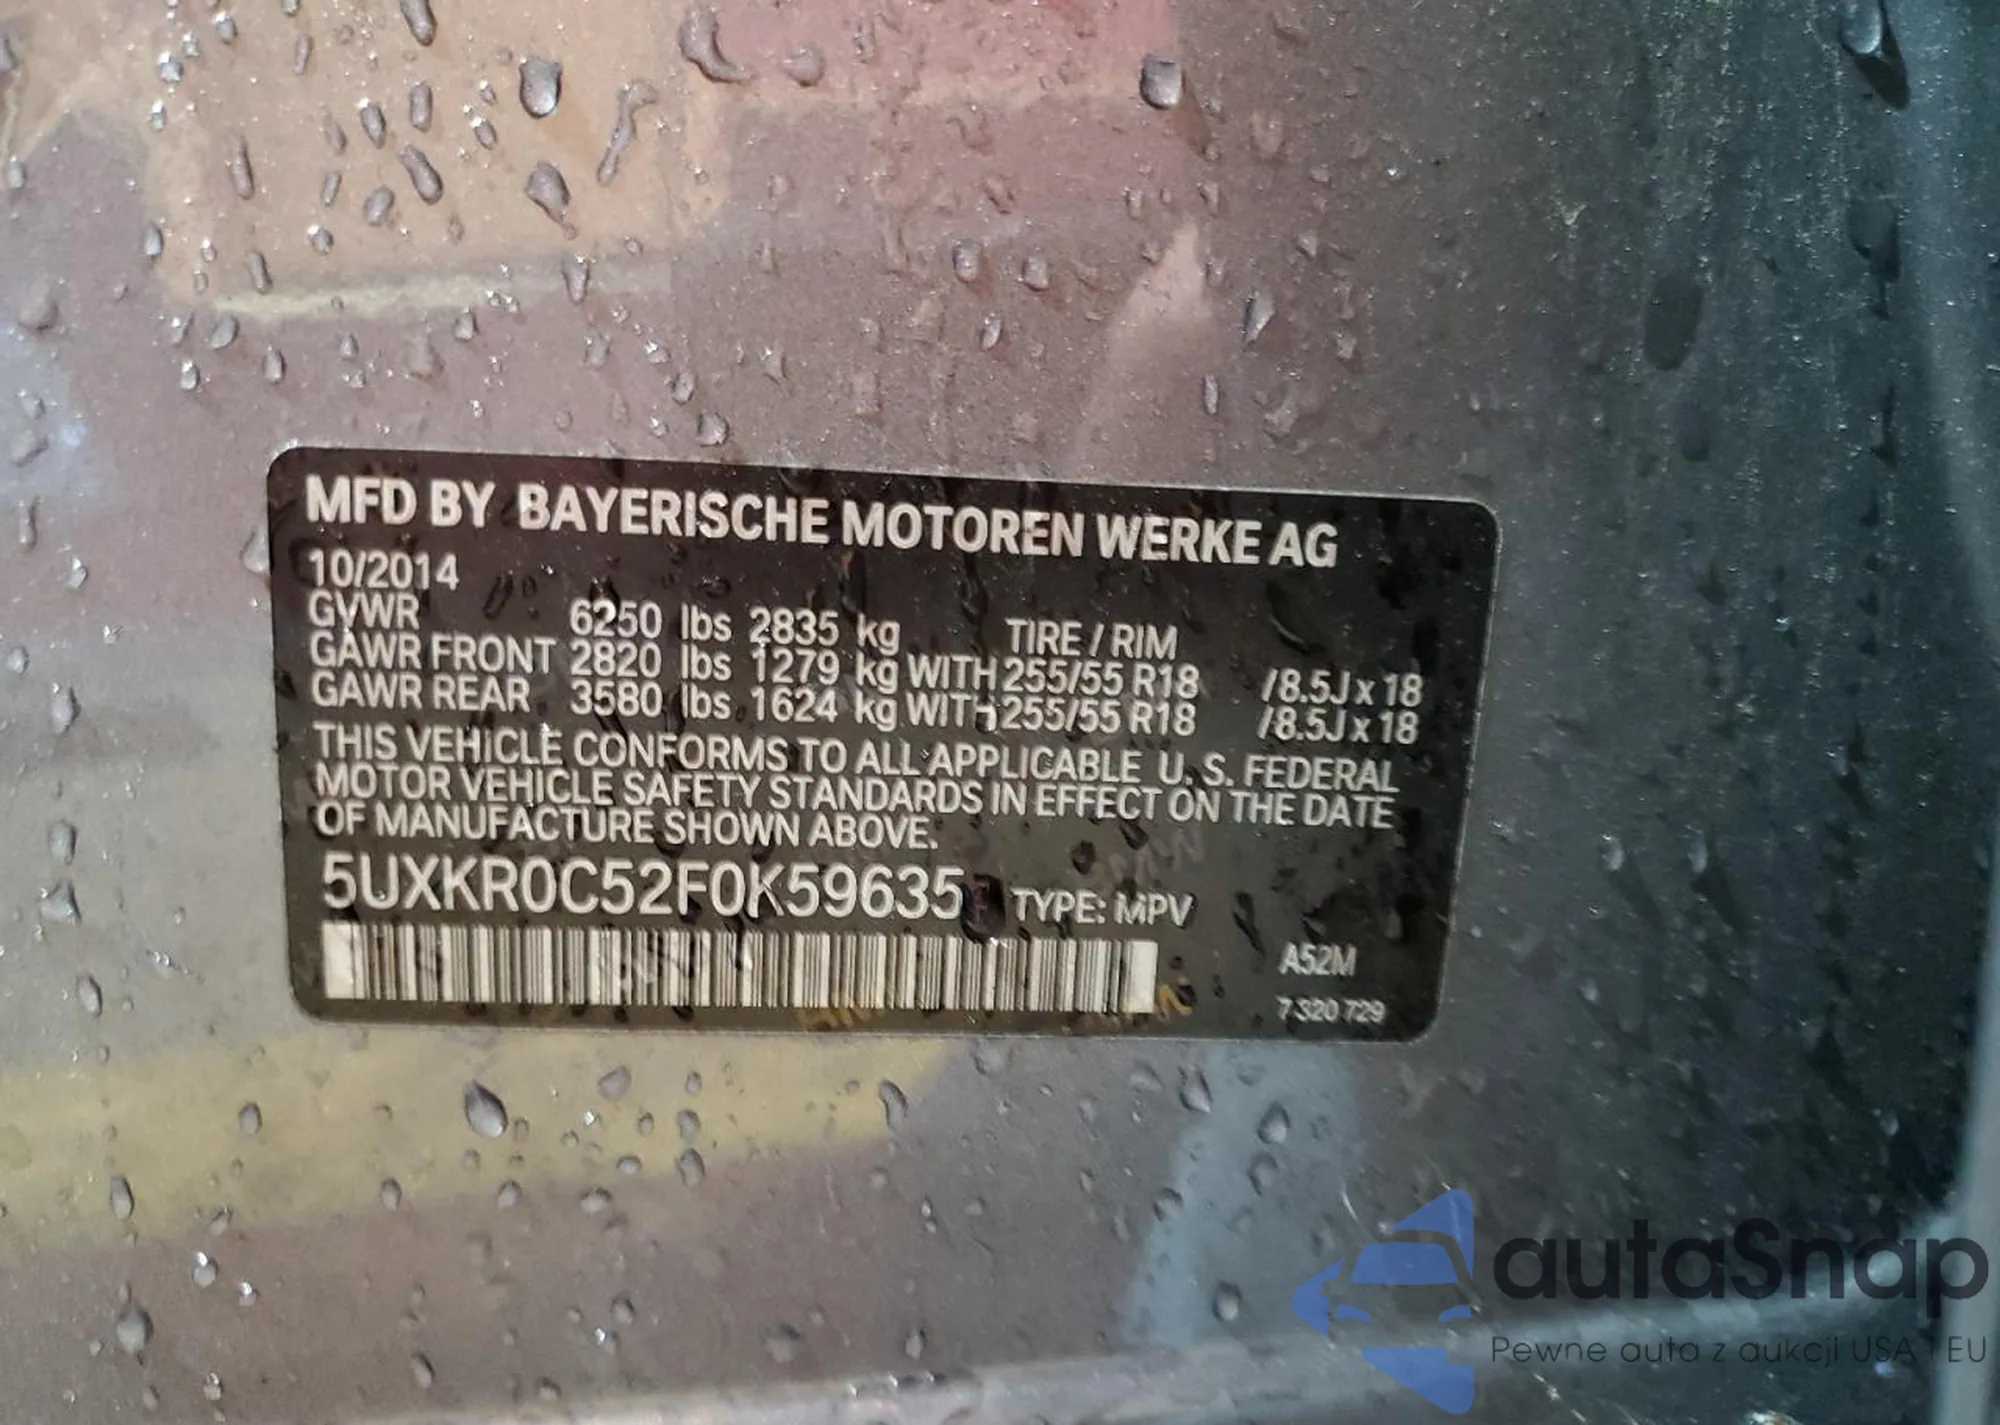 MFD BY BAYERISCHE MOTOREN WERKE AG
10/2014
GVWR 6250 lbs 2835 kg TIRE / RIM
GAWR FRONT 2820 lbs 1279 kg WITH 255/55 R18 /8.5J x 18
GAWR REAR 3580 lbs 1624 kg WITH 255/55 R18 /8.5J x 18
THIS VEHICLE CONFORMS TO ALL APPLICABLE U. S. FEDERAL
MOTOR VEHICLE SAFETY STANDARDS IN EFFECT ON THE DATE
OF MANUFACTURE SHOWN ABOVE.
5UXKR0C52F0K59635 TYPE: MPV
A52M
7 320 729
autaSnap
Pewne auta z aukcji USA i EU